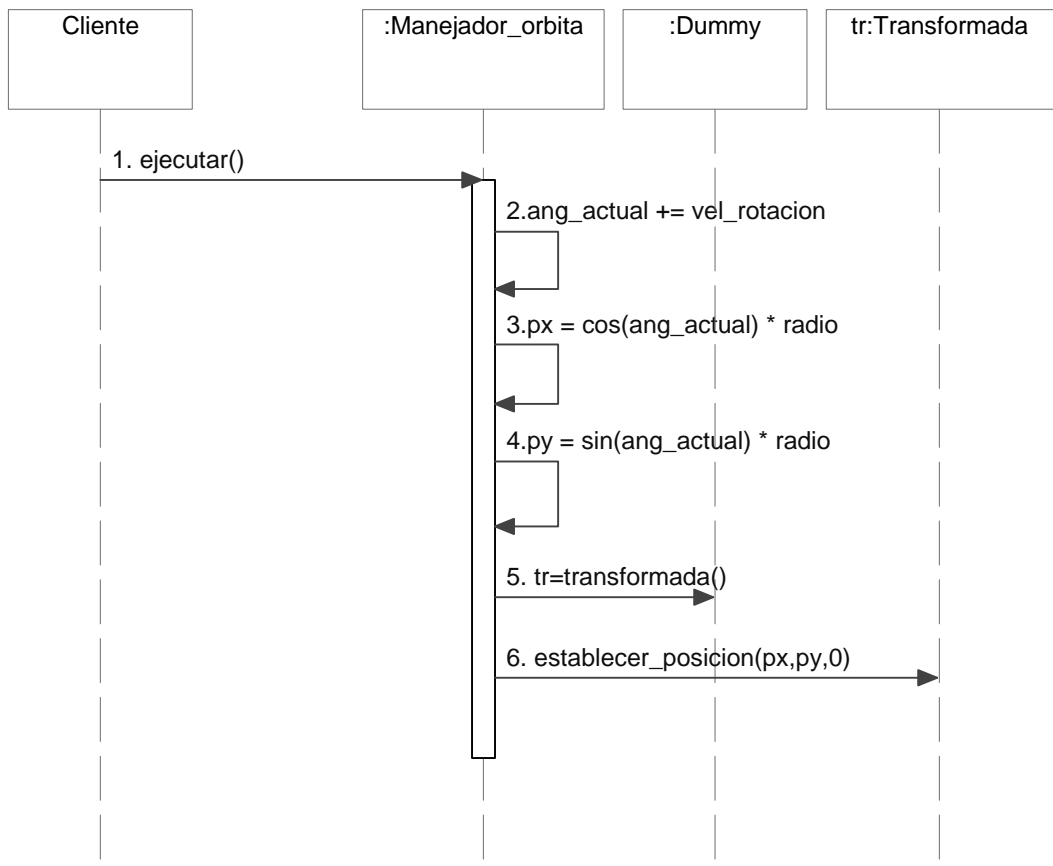 Cliente
:Manejador_orbita
:Dummy
tr:Transformada
1. ejecutar()
2.ang_actual += vel_rotacion
3.px = cos(ang_actual) * radio
4.py = sin(ang_actual) * radio
5. tr=transformada()
6. establecer_posicion(px,py,0)